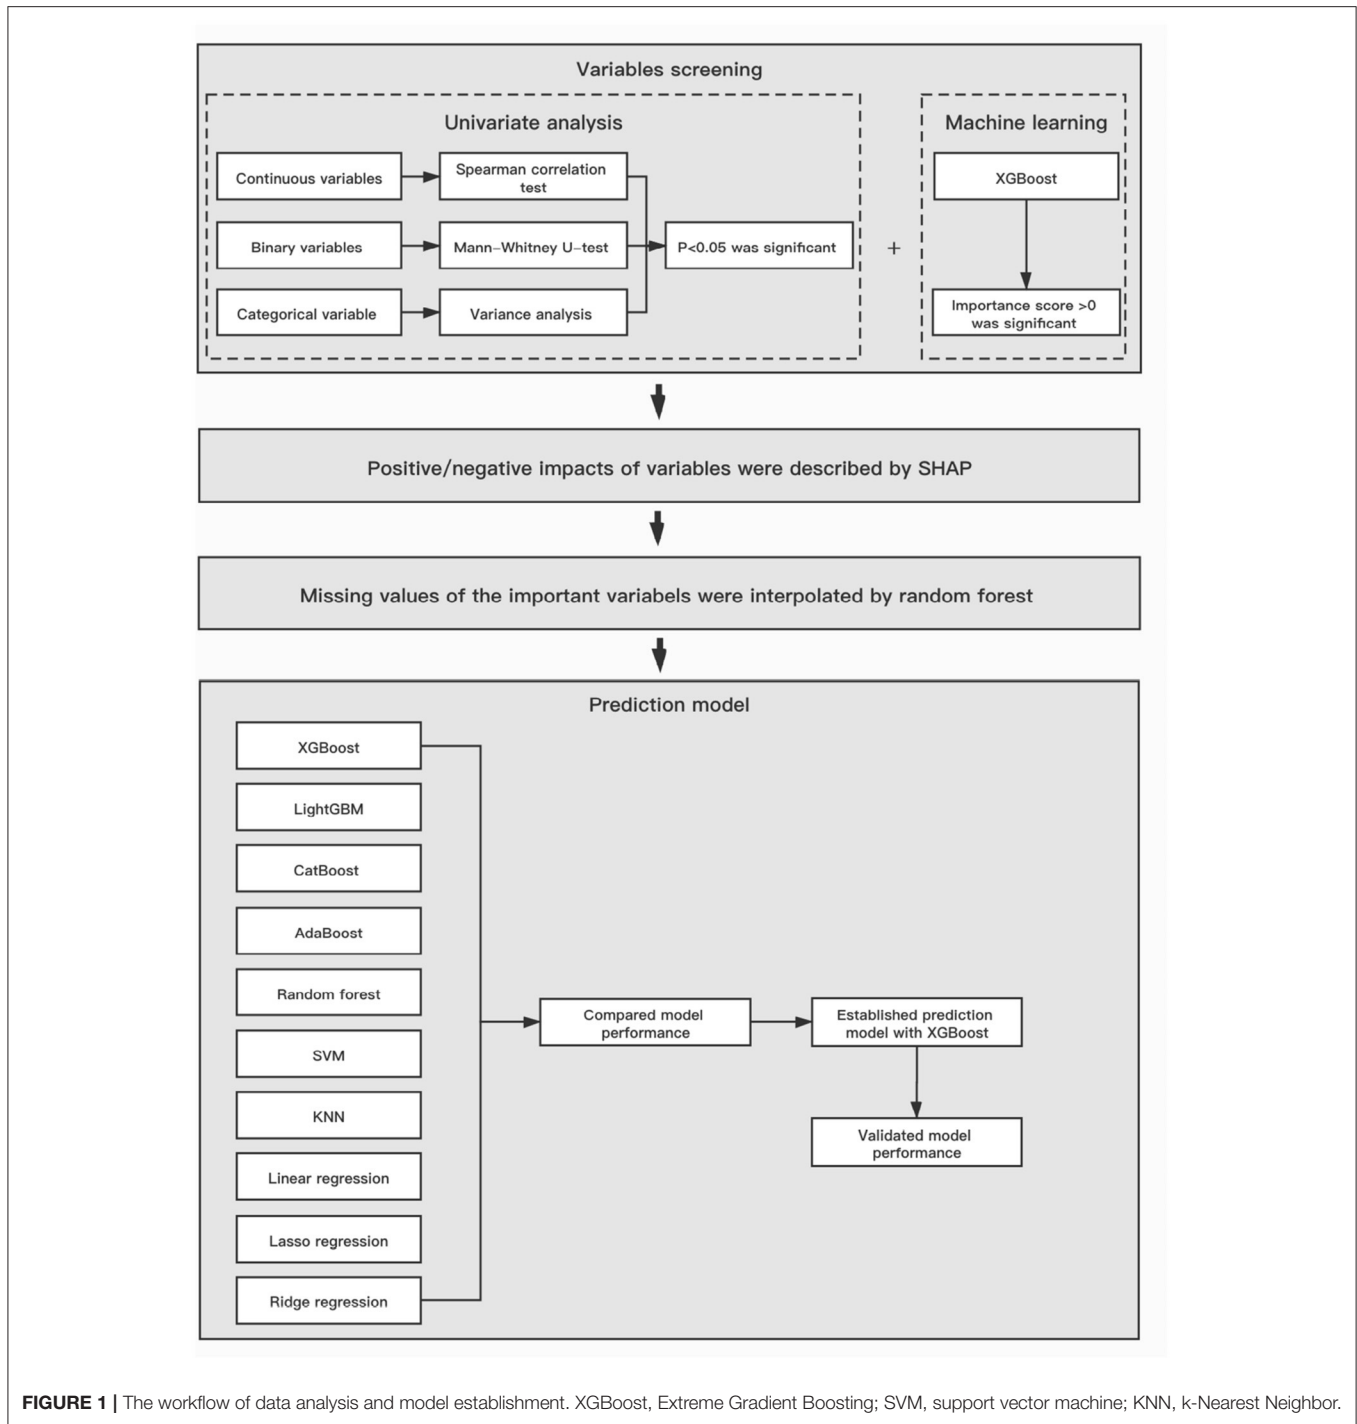 Variables screening
Univariate analysis
Machine learning
Continuous variables
Spearman correlation
test
XGBoost
Binary variables
Mann–Whitney U–test
P<0.05 was significant
+
Categorical variable
Variance analysis
Importance score >0
was significant
Positive/negative impacts of variables were described by SHAP
Missing values of the important variabels were interpolated by random forest
Prediction model
XGBoost
LightGBM
CatBoost
AdaBoost
Random forest
SVM
KNN
Linear regression
Lasso regression
Ridge regression
Compared model
performance
Established prediction
model with XGBoost
Validated model
performance
FIGURE 1 | The workflow of data analysis and model establishment. XGBoost, Extreme Gradient Boosting; SVM, support vector machine; KNN, k-Nearest Neighbor.